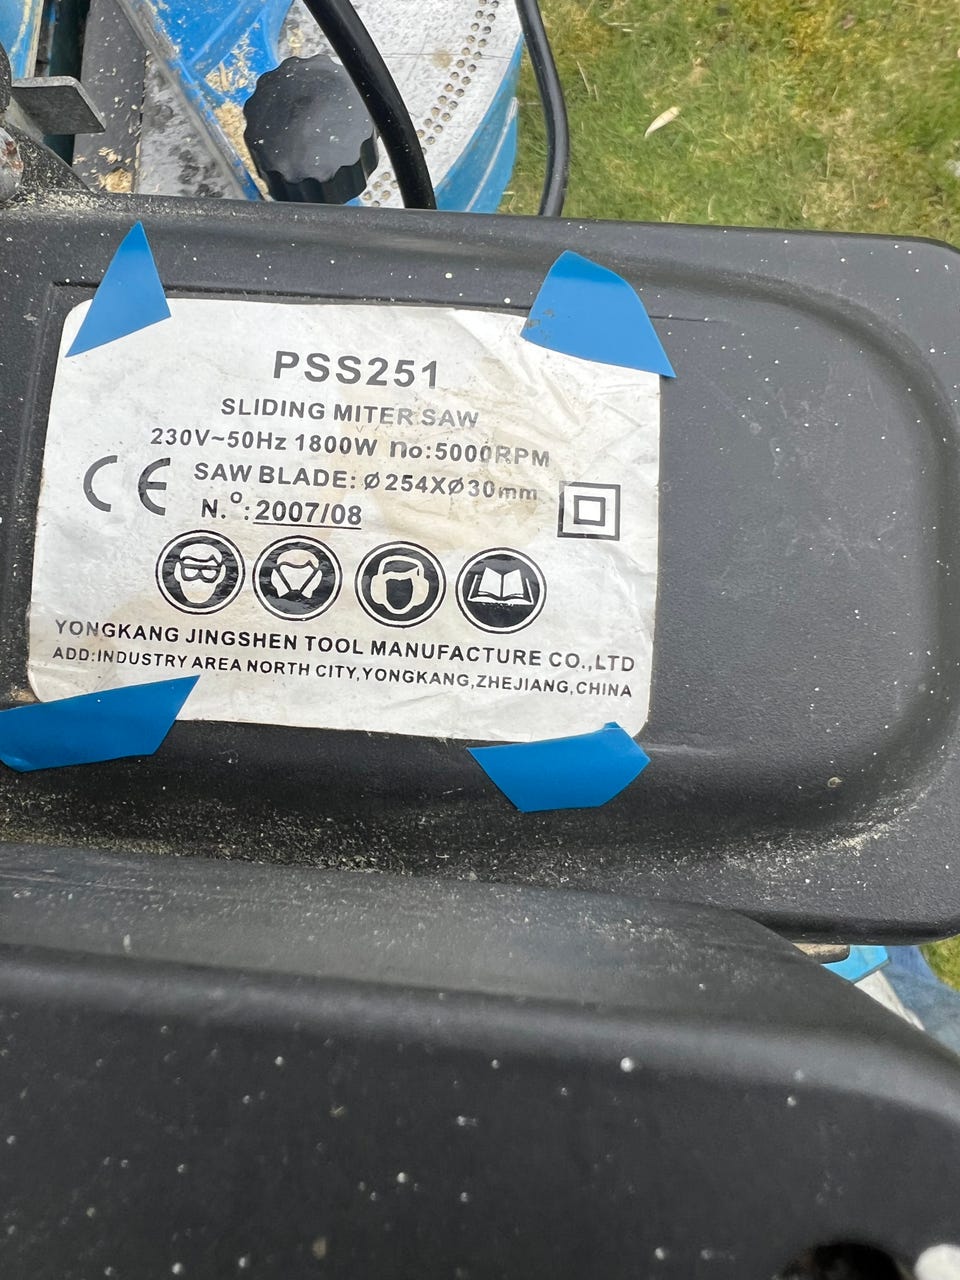 PSS251
SLIDING MITER SAW
230V~50Hz 1800W no:5000RPM
SAW BLADE: Ø254XØ30mm
CE
N.º: 2007/08
YONGKANG JINGSHEN TOOL MANUFACTURE CO.,LTD
ADD:INDUSTRY AREA NORTH CITY,YONGKANG,ZHEJIANG,CHINA